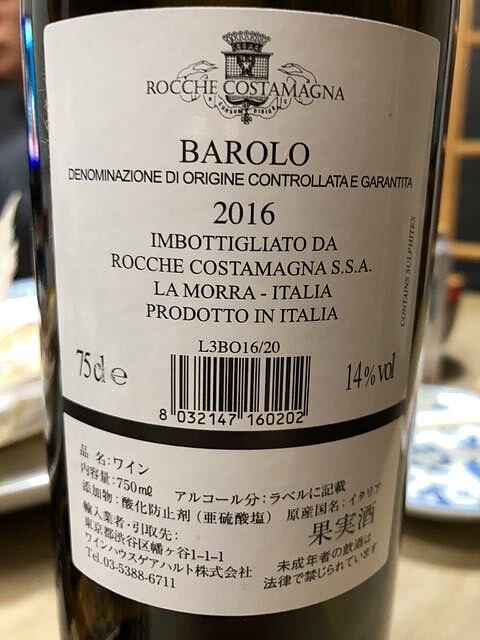 ROCCHE COSTAMAGNA
BAROLO
DENOMINAZIONE DI ORIGINE CONTROLLATA E GARANTITA
2016
IMBOTTIGLIATO DA
ROCCHE COSTAMAGNA S.S.A.
LA MORRA - ITALIA
PRODOTTO IN ITALIA
CONTAINS SULPHITES
L3BO16/20
75cl e
14%vol
8 032147 160202
品 名:ワイン
内容量:750㎖ アルコール分:ラベルに記載
添加物:酸化防止剤(亜硫酸塩) 原産国名:イタリア
輸入業者・引取先:
東京都渋谷区幡ヶ谷1-1-1
ワインハウスゲアハルト株式会社
Tel.03-5388-6711
果実酒
未成年者の飲酒は
法律で禁じられています